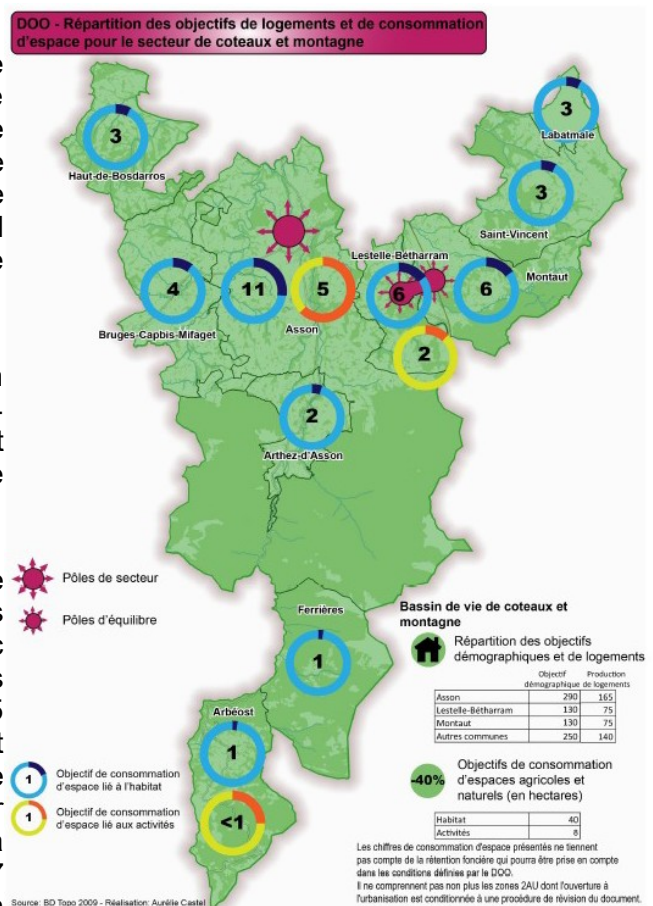 DOO - Répartition des objectifs de logements et de consommation
d'espace pour le secteur de coteaux et montagne
3
Labatmale
3
Haut-de-Bosdarros
3
Saint-Vincent
Lestelle-Bétharram
Montaut
4
11
5
6
6
Bruges-Capbis-Mifaget
Asson
2
2
Arthez-d'Asson
Pôles de secteur
Pôles d'équilibre
Ferrières
1
Arbéost
1
<1
1
Objectif de consommation
d'espace lié à l'habitat
1
Objectif de consommation
d'espace lié aux activités
Bassin de vie de coteaux et
montagne
Répartition des objectifs
démographiques et de logements
Objectif démographique
Production de logements
Asson 290 165
Lestelle-Bétharram 130 75
Montaut 130 75
Autres communes 250 140
-40%
Objectifs de consommation
d'espaces agricoles et
naturels (en hectares)
Habitat 40
Activités 8
Les chiffres de consommation d'espace présentés ne tiennent
pas compte de la rétention foncière qui pourra être prise en compte
dans les conditions définies par le DOO.
Il ne comprennent pas non plus les zones 2AU dont l'ouverture à
l'urbanisation est conditionnée à une procédure de révision du document.
Source: BD Topo 2009 - Réalisation: Aurélie Castel